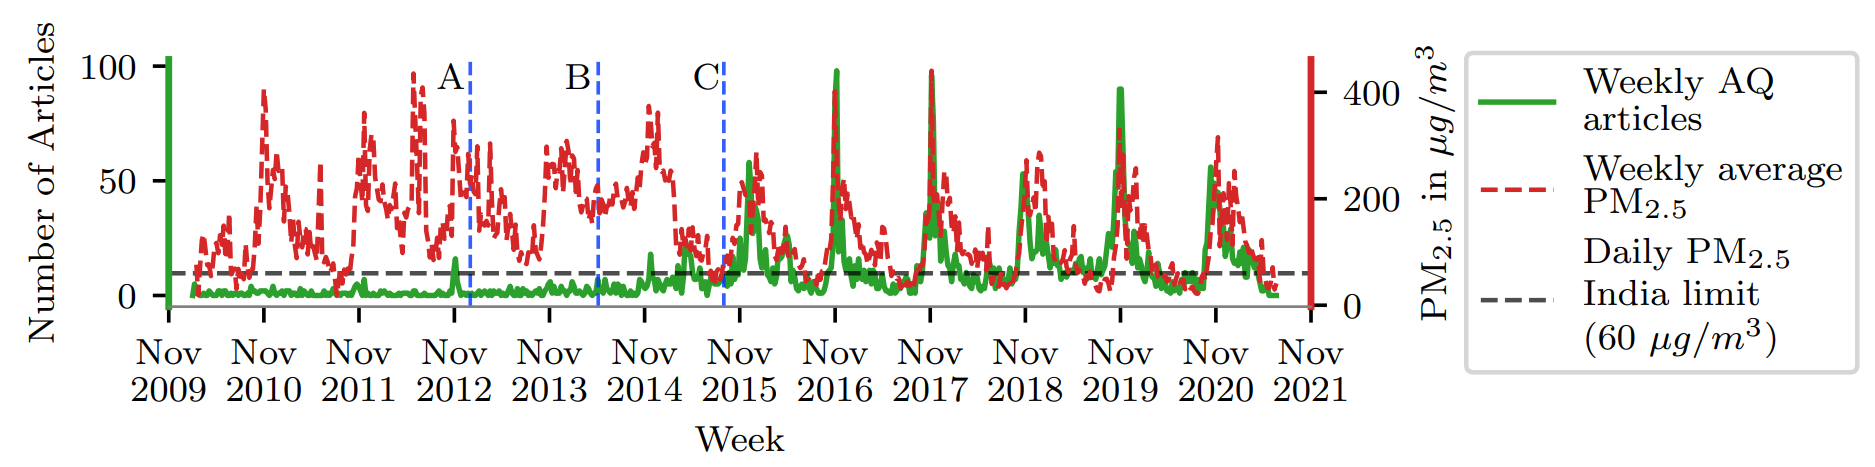 Number of Articles
100
50
0
A
B
C
400
200
0
PM2.5 in μg/m3
Nov
2009
Nov
2010
Nov
2011
Nov
2012
Nov
2013
Nov
2014
Nov
2015
Nov
2016
Nov
2017
Nov
2018
Nov
2019
Nov
2020
Nov
2021
Week
Weekly AQ
articles
Weekly average
PM2.5
Daily PM2.5
India limit
(60 μg/m3)